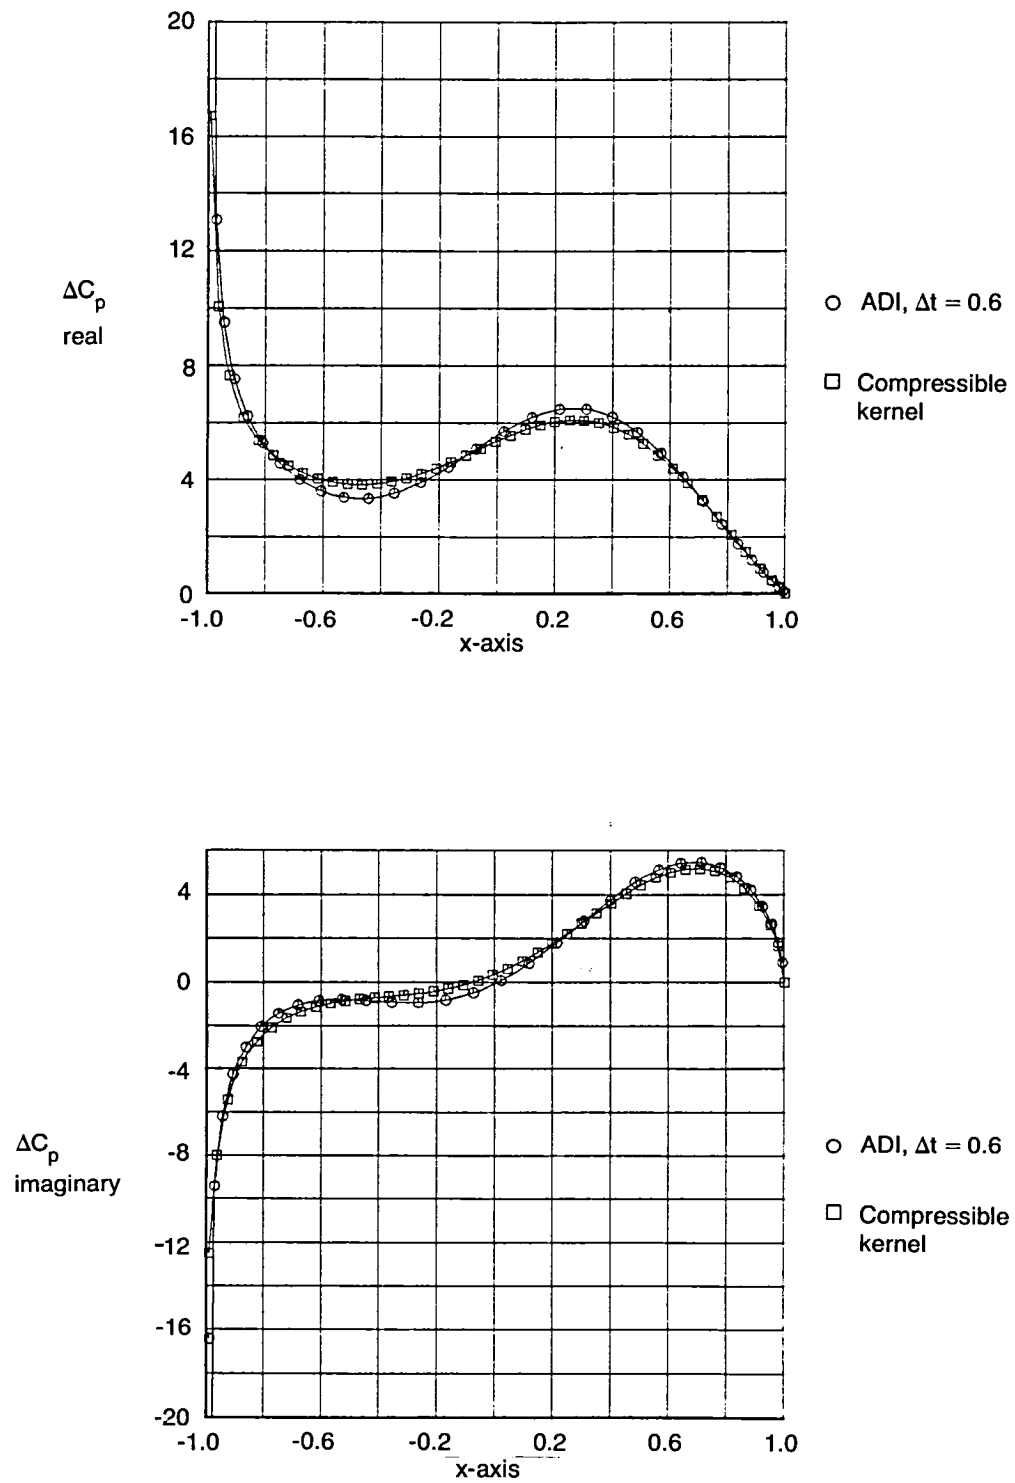 20
16
12
8
4
0
ΔCp
real
-1.0 -0.6 -0.2 0.2 0.6 1.0
x-axis
○ ADI, Δt = 0.6
□ Compressible
kernel
4
0
-4
-8
-12
-16
-20
ΔCp
imaginary
-1.0 -0.6 -0.2 0.2 0.6 1.0
x-axis
○ ADI, Δt = 0.6
□ Compressible
kernel